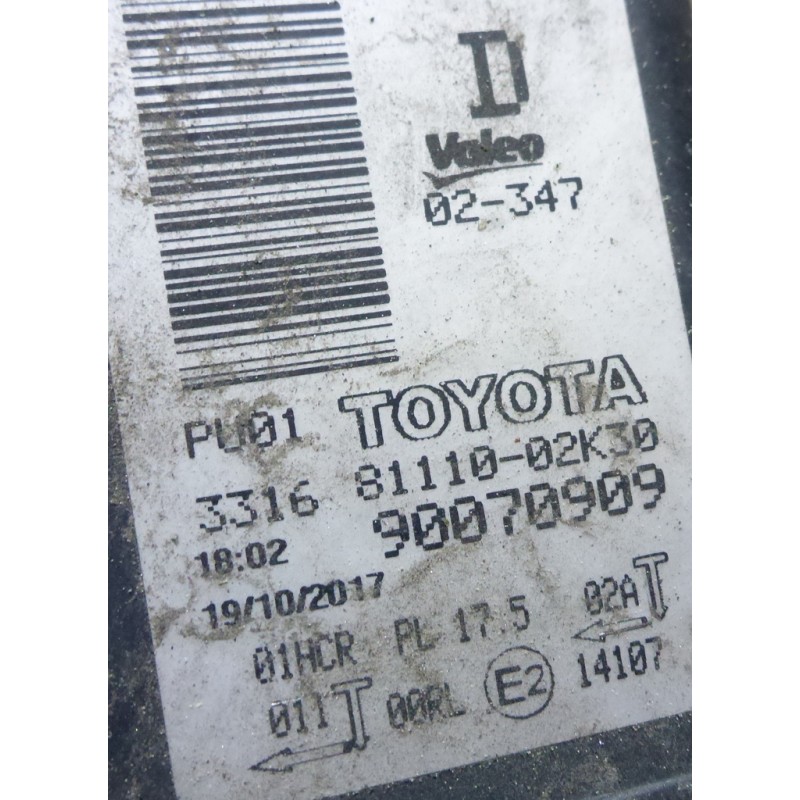 D
Valeo
02-347
PU01 TOYOTA
3316 81110-02K30
18:02 90070909
19/10/2017
01HCR PL 17.5 02A
011 00RL E2 14107